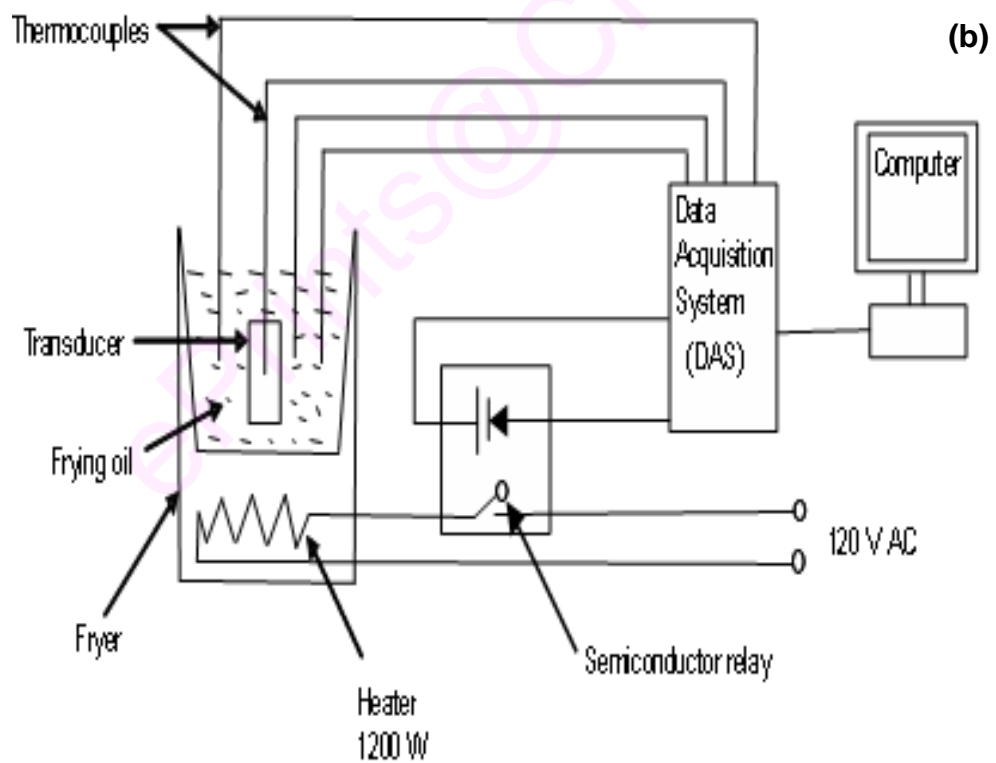 Thermocouples
(b)
Computer
Data
Acquisition
System
(DAS)
Transducer
Frying oil
120 V AC
Fryer
Semiconductor relay
Heater
1200 W